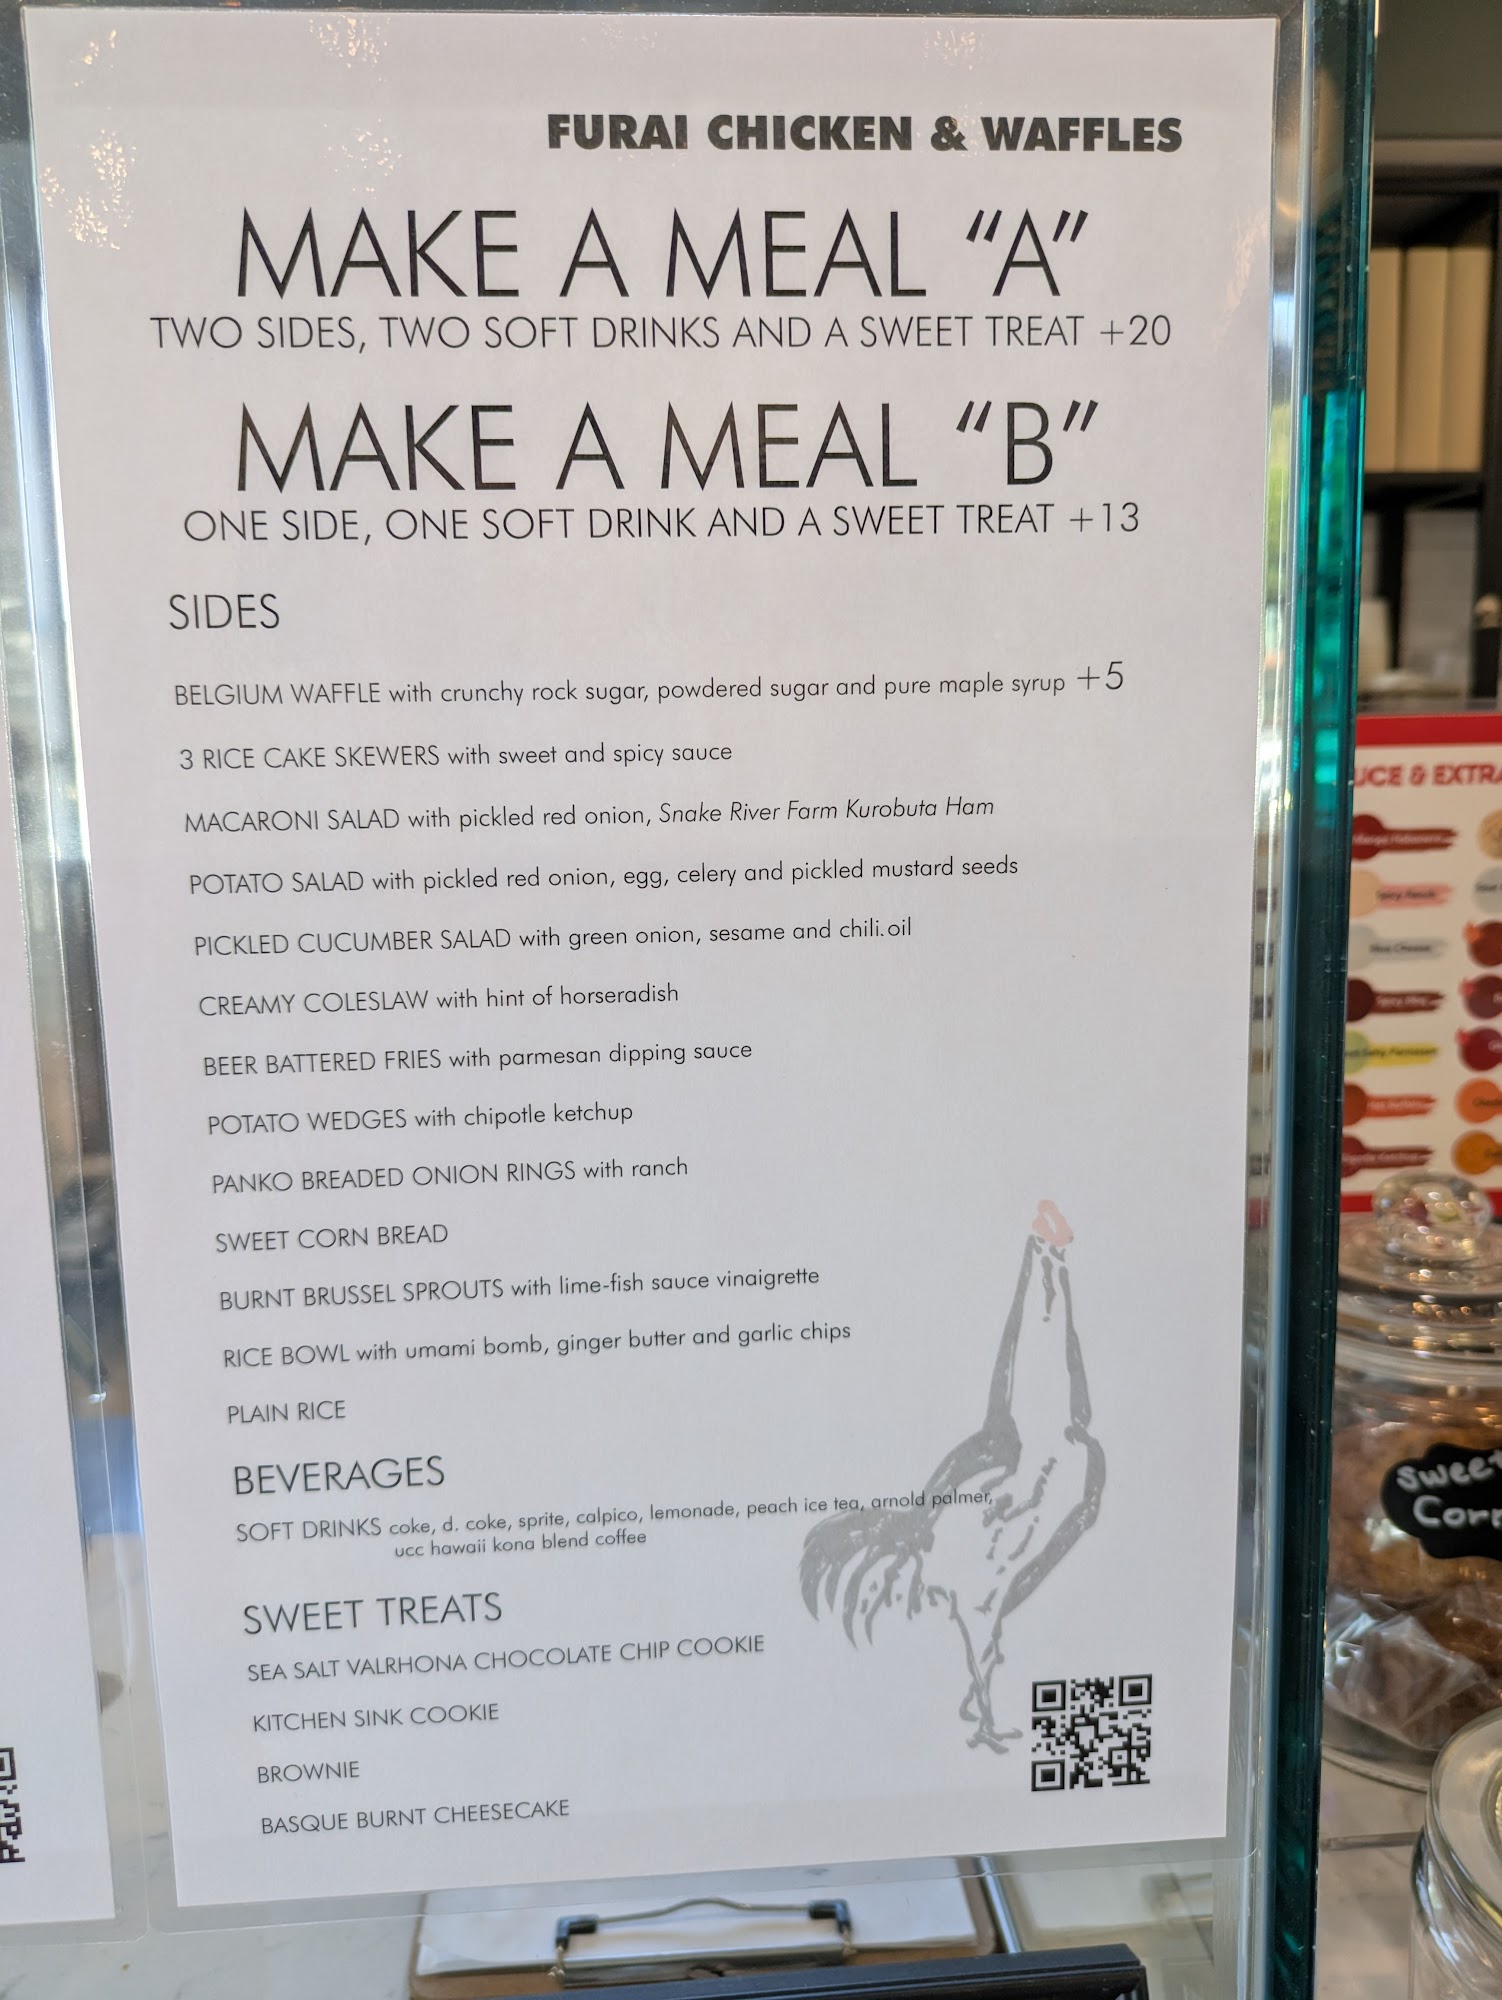 FURAI CHICKEN & WAFFLES
MAKE A MEAL “A”
TWO SIDES, TWO SOFT DRINKS AND A SWEET TREAT +20
MAKE A MEAL “B”
ONE SIDE, ONE SOFT DRINK AND A SWEET TREAT +13
SIDES
BELGIUM WAFFLE with crunchy rock sugar, powdered sugar and pure maple syrup +5
3 RICE CAKE SKEWERS with sweet and spicy sauce
MACARONI SALAD with pickled red onion, Snake River Farm Kurobuta Ham
POTATO SALAD with pickled red onion, egg, celery and pickled mustard seeds
PICKLED CUCUMBER SALAD with green onion, sesame and chili.oil
CREAMY COLESLAW with hint of horseradish
BEER BATTERED FRIES with parmesan dipping sauce
POTATO WEDGES with chipotle ketchup
PANKO BREADED ONION RINGS with ranch
SWEET CORN BREAD
BURNT BRUSSEL SPROUTS with lime-fish sauce vinaigrette
RICE BOWL with umami bomb, ginger butter and garlic chips
PLAIN RICE
BEVERAGES
SOFT DRINKS coke, d. coke, sprite, calpico, lemonade, peach ice tea, arnold palmer,
ucc hawaii kona blend coffee
SWEET TREATS
SEA SALT VALRHONA CHOCOLATE CHIP COOKIE
KITCHEN SINK COOKIE
BROWNIE
BASQUE BURNT CHEESECAKE
UCE & EXTRA
Sweet
Corn